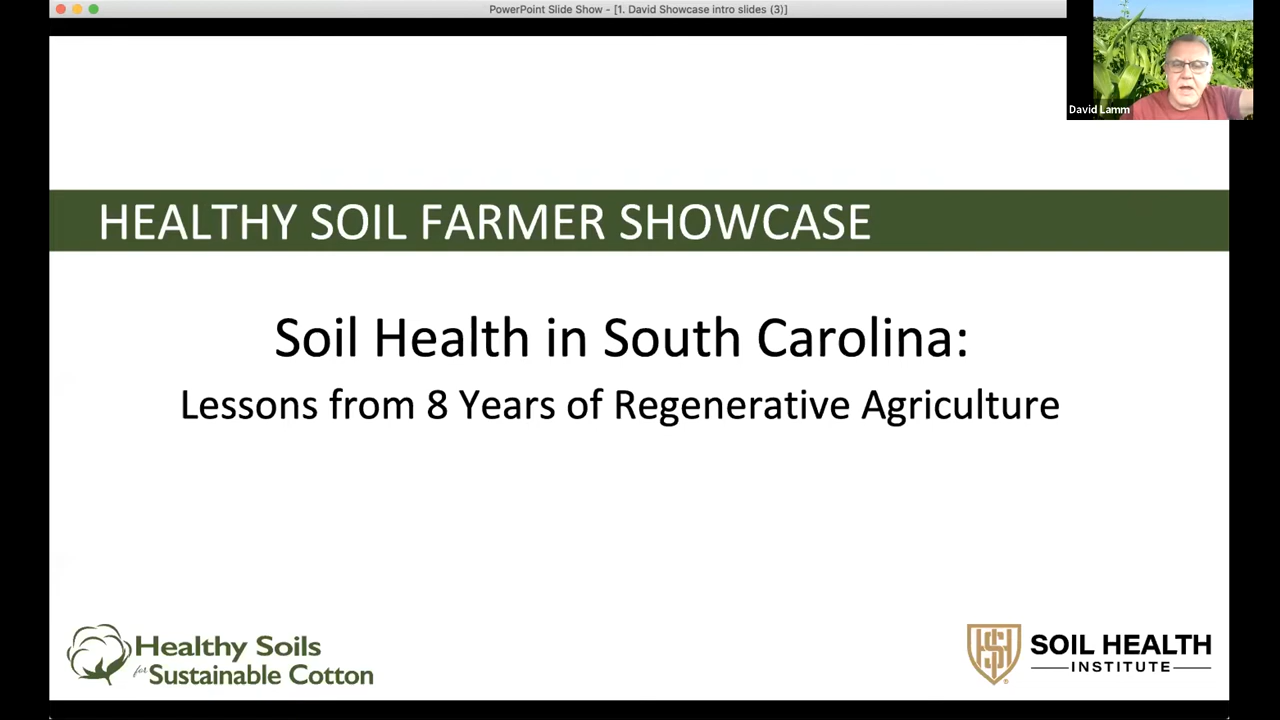 PowerPoint Slide Show - [1. David Showcase intro slides (3)]
David Lamm
HEALTHY SOIL FARMER SHOWCASE
Soil Health in South Carolina:
Lessons from 8 Years of Regenerative Agriculture
Healthy Soils
for Sustainable Cotton
SOIL HEALTH
INSTITUTE